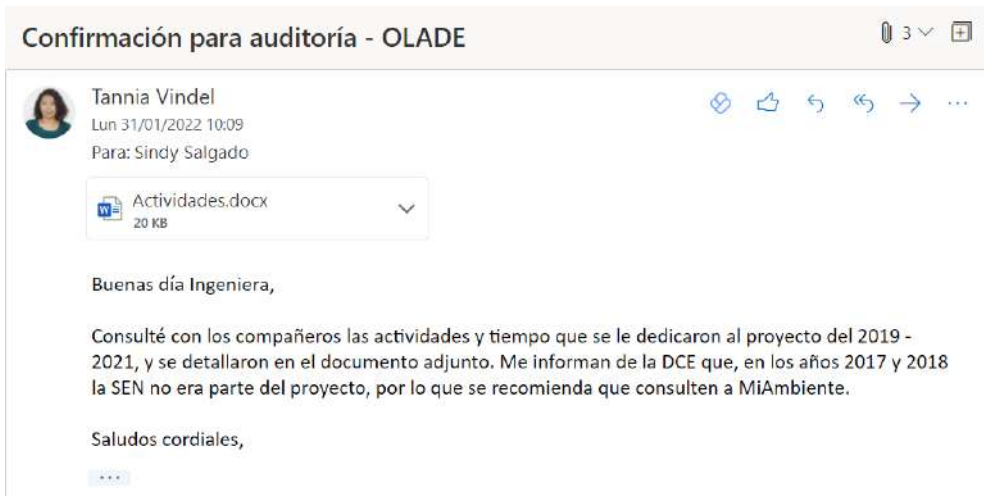 Confirmación para auditoría - OLADE
3
Tannia Vindel
Lun 31/01/2022 10:09
Para: Sindy Salgado
Actividades.docx
20 KB
Buenas día Ingeniera,
Consulté con los compañeros las actividades y tiempo que se le dedicaron al proyecto del 2019 -
2021, y se detallaron en el documento adjunto. Me informan de la DCE que, en los años 2017 y 2018
la SEN no era parte del proyecto, por lo que se recomienda que consulten a MiAmbiente.
Saludos cordiales,
...